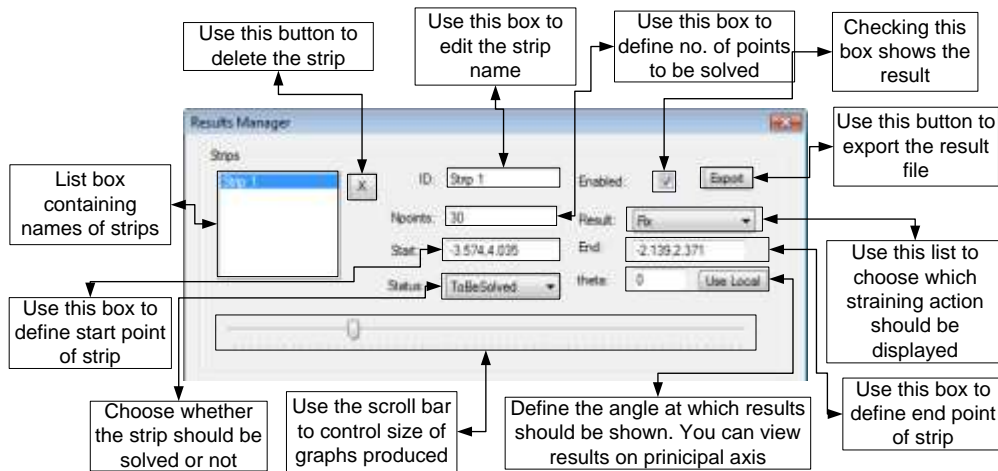 Use this button to
delete the strip
Use this box to
edit the strip
name
Use this box to
define no. of points
to be solved
Checking this
box shows the
result
Results Manager
Use this button to
export the result
file
Strips
Strip 1
X
ID:
Strip 1
Enabled:
Export
List box
containing
names of strips
Npoints:
30
Result:
Start:
-3.574,4.035
End:
-2.139,2.371
Status:
ToBeSolved
theta:
0
Use Local
Use this list to
choose which
straining action
should be
displayed
Use this box to
define start point
of strip
Choose whether
the strip should be
solved or not
Use the scroll bar
to control size of
graphs produced
Define the angle at which results
should be shown. You can view
results on prinicipal axis
Use this box to
define end point
of strip